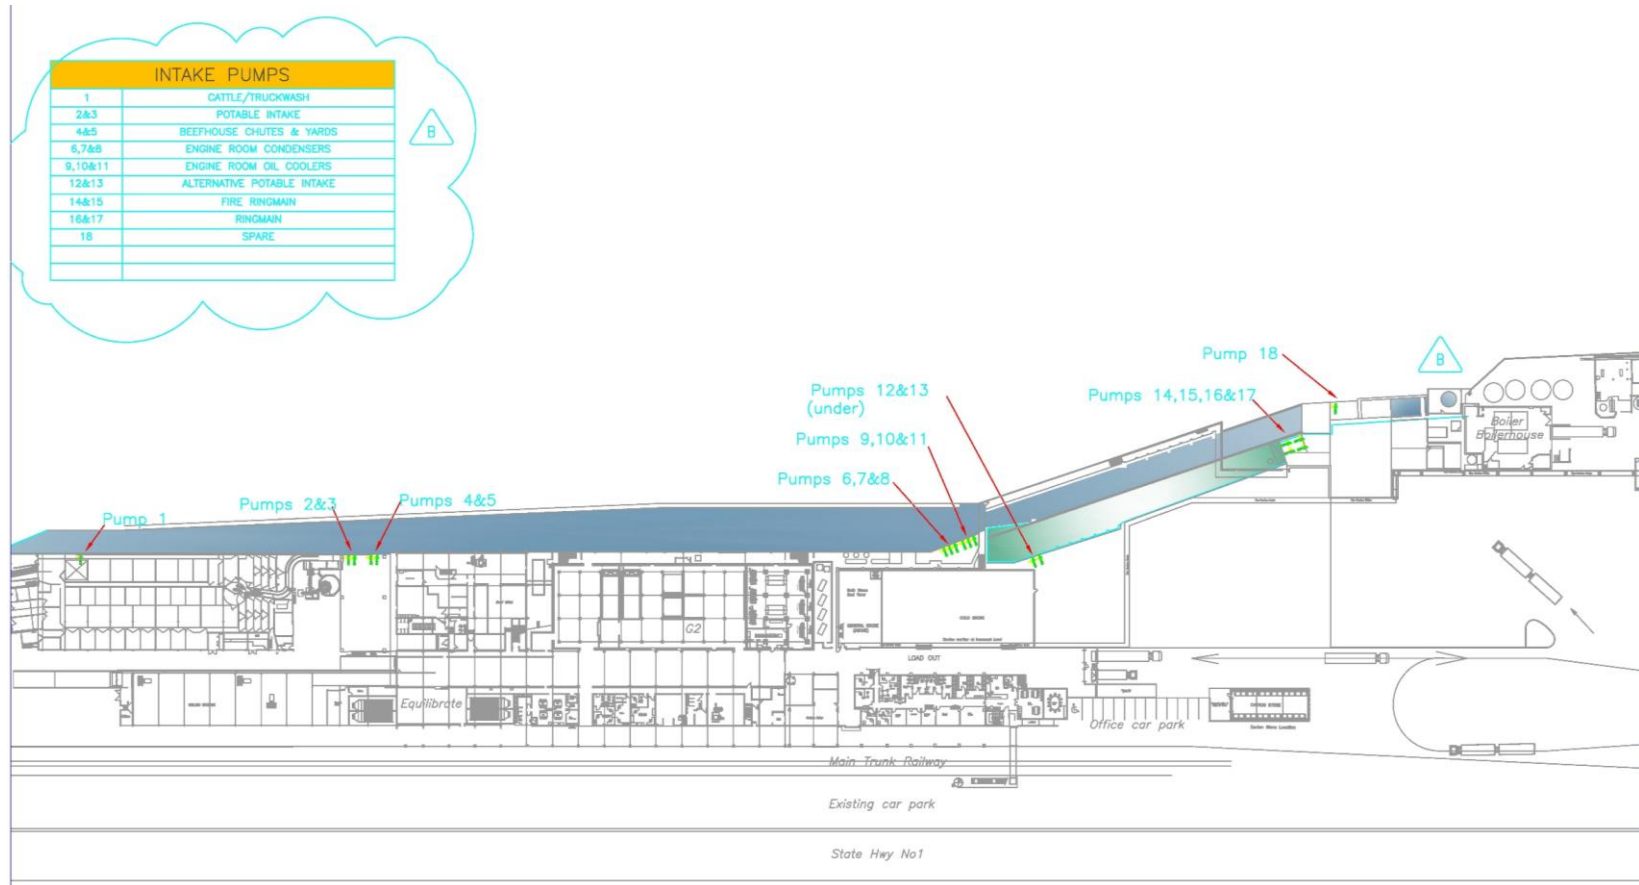 INTAKE PUMPS
1 CATTLE/TRUCKWASH
2&3 POTABLE INTAKE
4&5 BEEFHOUSE CHUTES & YARDS
6,7&8 ENGINE ROOM CONDENSERS
9,10&11 ENGINE ROOM OIL COOLERS
12&13 ALTERNATIVE POTABLE INTAKE
14&15 FIRE RINGMAIN
16&17 RINGMAIN
18 SPARE
B
Pump 18
B
Pumps 12&13
(under)
Pumps 14,15,16&17
Pumps 9,10&11
Boiler
Boilerhouse
Pumps 6,7&8
Pumps 2&3
Pumps 4&5
Pump 1
COLD STORE
G2
LOAD OUT
Equilibrate
Office car park
Main Trunk Railway
Existing car park
State Hwy No1